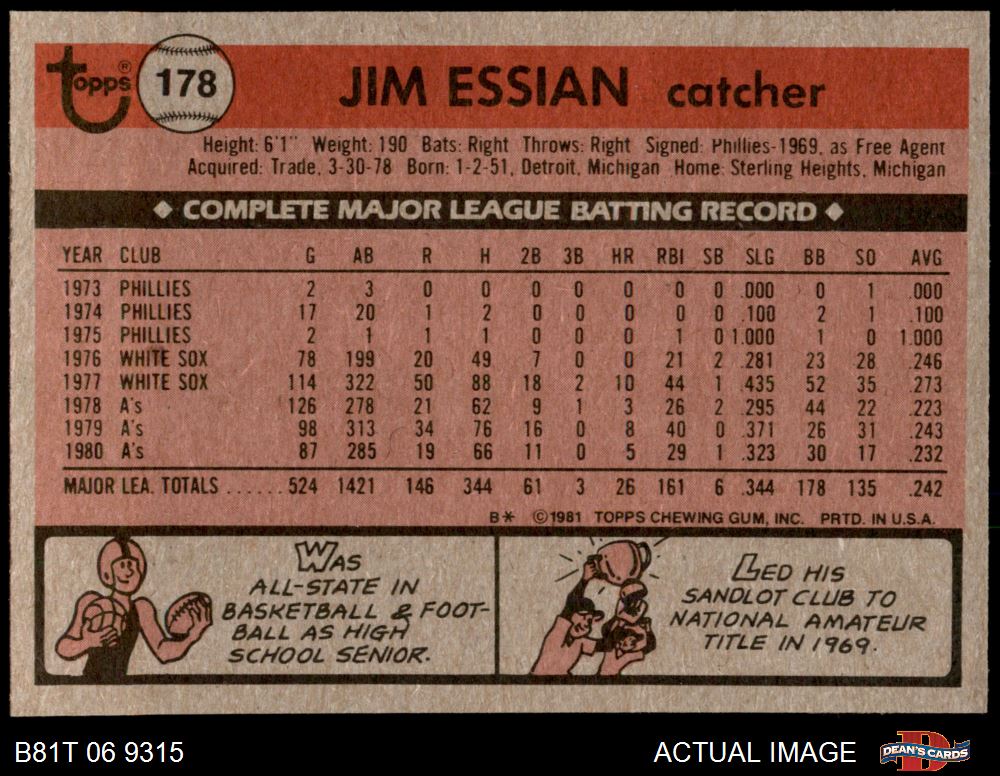 Topps® 178 JIM ESSIAN catcher
Height: 6'1" Weight: 190 Bats: Right Throws: Right Signed: Phillies-1969, as Free Agent
Acquired: Trade, 3-30-78 Born: 1-2-51, Detroit, Michigan Home: Sterling Heights, Michigan
◆ COMPLETE MAJOR LEAGUE BATTING RECORD ◆
YEAR CLUB G AB R H 2B 3B HR RBI SB SLG BB SO AVG
1973 PHILLIES 2 3 0 0 0 0 0 0 0 .000 0 1 .000
1974 PHILLIES 17 20 1 2 0 0 0 0 0 .100 2 1 .100
1975 PHILLIES 2 1 1 1 0 0 0 1 0 1.000 1 0 1.000
1976 WHITE SOX 78 199 20 49 7 0 0 21 2 .281 23 28 .246
1977 WHITE SOX 114 322 50 88 18 2 10 44 1 .435 52 35 .273
1978 A's 126 278 21 62 9 1 3 26 2 .295 44 22 .223
1979 A's 98 313 34 76 16 0 8 40 0 .371 26 31 .243
1980 A's 87 285 19 66 11 0 5 29 1 .323 30 17 .232
MAJOR LEA. TOTALS ...... 524 1421 146 344 61 3 26 161 6 .344 178 135 .242
B* ©1981 TOPPS CHEWING GUM, INC. PRTD. IN U.S.A.
WAS
ALL-STATE IN
BASKETBALL & FOOT-
BALL AS HIGH
SCHOOL SENIOR.
LED HIS
SANDLOT CLUB TO
NATIONAL AMATEUR
TITLE IN 1969.
B81T 06 9315 ACTUAL IMAGE DEAN'S CARDS